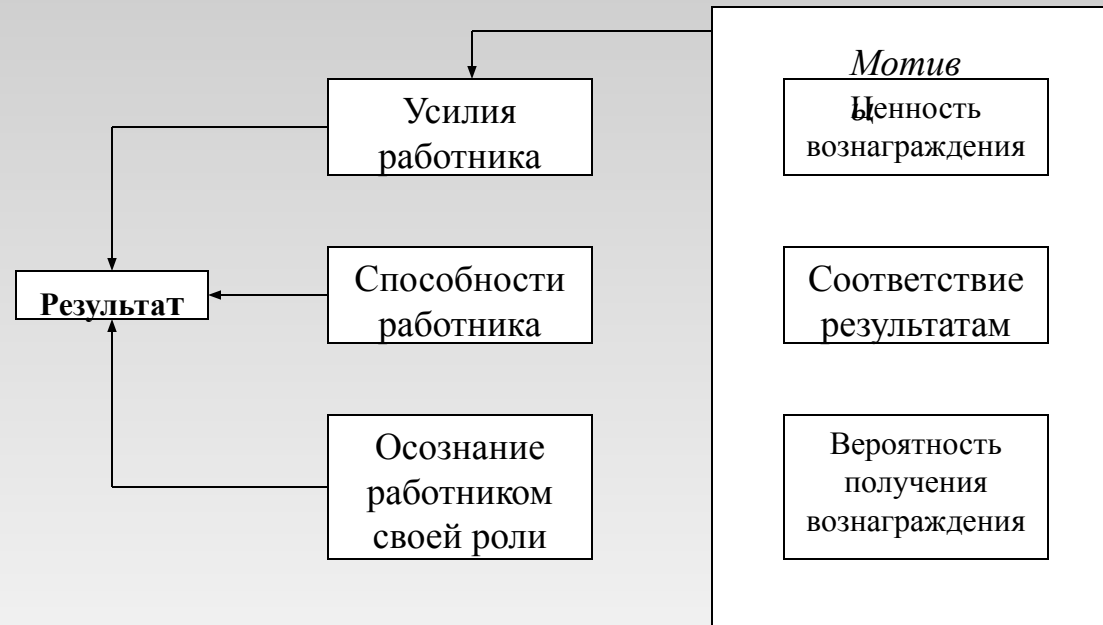 Мотив
ы
Усилия
работника
Ценность
вознаграждения
Результат
Способности
работника
Соответствие
результатам
Осознание
работником
своей роли
Вероятность
получения
вознаграждения